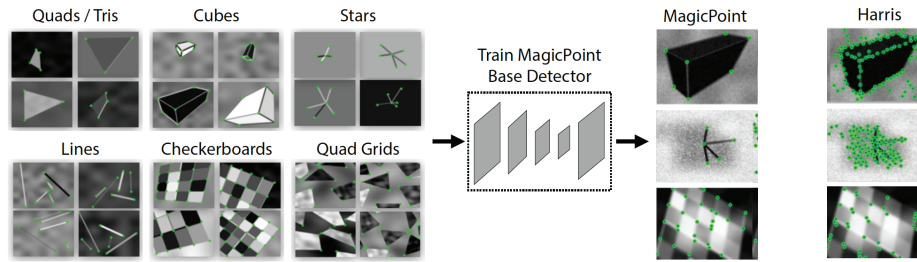 Quads / Tris
Cubes
Stars
Lines
Checkerboards
Quad Grids
Train MagicPoint
Base Detector
MagicPoint
Harris